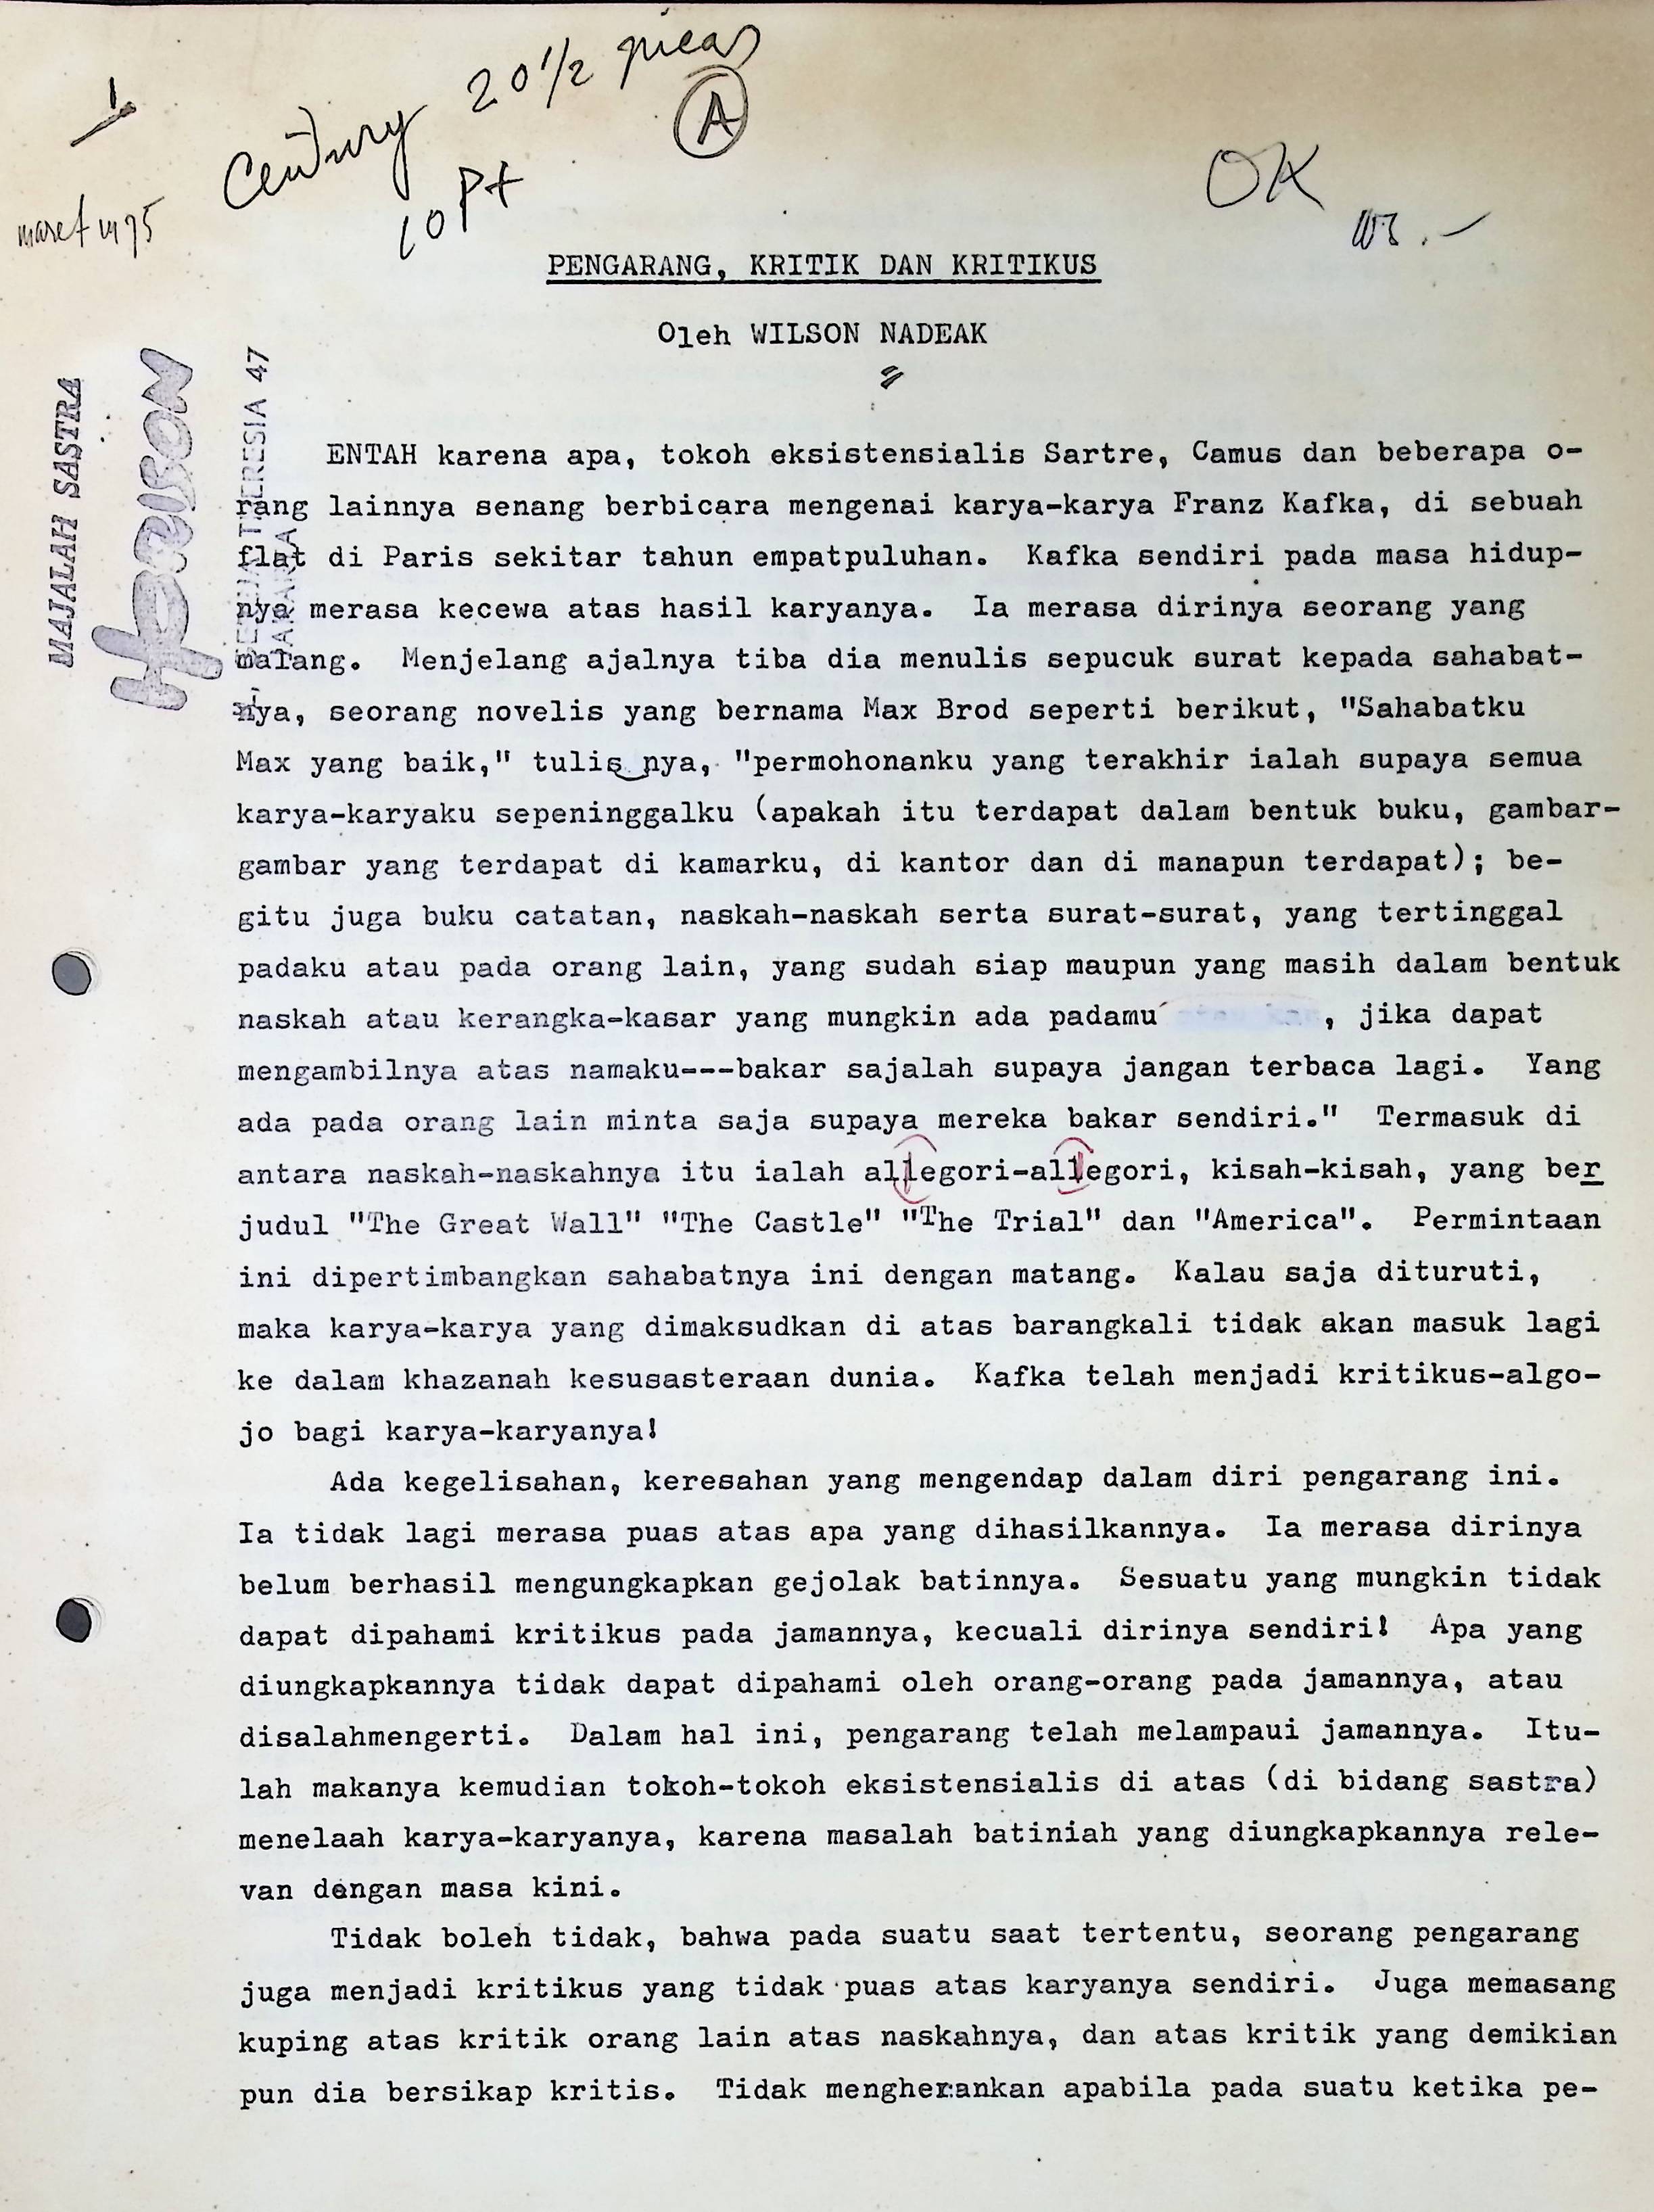 1
Century 20 1/2 picas
A
10 pt
OK
maret 1975
PENGARANG, KRITIK DAN KRITIKUS
Oleh WILSON NADEAK
MAJALAH SASTRA
HORISON
TERESIA 47
JAKARTA
ENTAH karena apa, tokoh eksistensialis Sartre, Camus dan beberapa o-
rang lainnya senang berbicara mengenai karya-karya Franz Kafka, di sebuah
flat di Paris sekitar tahun empatpuluhan. Kafka sendiri pada masa hidup-
nya merasa kecewa atas hasil karyanya. Ia merasa dirinya seorang yang
malang. Menjelang ajalnya tiba dia menulis sepucuk surat kepada sahabat-
nya, seorang novelis yang bernama Max Brod seperti berikut, "Sahabatku
Max yang baik," tulis nya, "permohonanku yang terakhir ialah supaya semua
karya-karyaku sepeninggalku (apakah itu terdapat dalam bentuk buku, gambar-
gambar yang terdapat di kamarku, di kantor dan di manapun terdapat); be-
gitu juga buku catatan, naskah-naskah serta surat-surat, yang tertinggal
padaku atau pada orang lain, yang sudah siap maupun yang masih dalam bentuk
naskah atau kerangka-kasar yang mungkin ada padamu , jika dapat
mengambilnya atas namaku---bakar sajalah supaya jangan terbaca lagi. Yang
ada pada orang lain minta saja supaya mereka bakar sendiri." Termasuk di
antara naskah-naskahnya itu ialah allegori-allegori, kisah-kisah, yang ber
judul "The Great Wall" "The Castle" "The Trial" dan "America". Permintaan
ini dipertimbangkan sahabatnya ini dengan matang. Kalau saja dituruti,
maka karya-karya yang dimaksudkan di atas barangkali tidak akan masuk lagi
ke dalam khazanah kesusasteraan dunia. Kafka telah menjadi kritikus-algo-
jo bagi karya-karyanya!
Ada kegelisahan, keresahan yang mengendap dalam diri pengarang ini.
Ia tidak lagi merasa puas atas apa yang dihasilkannya. Ia merasa dirinya
belum berhasil mengungkapkan gejolak batinnya. Sesuatu yang mungkin tidak
dapat dipahami kritikus pada jamannya, kecuali dirinya sendiri! Apa yang
diungkapkannya tidak dapat dipahami oleh orang-orang pada jamannya, atau
disalahmengerti. Dalam hal ini, pengarang telah melampaui jamannya. Itu-
lah makanya kemudian tokoh-tokoh eksistensialis di atas (di bidang sastra)
menelaah karya-karyanya, karena masalah batiniah yang diungkapkannya rele-
van dengan masa kini.
Tidak boleh tidak, bahwa pada suatu saat tertentu, seorang pengarang
juga menjadi kritikus yang tidak puas atas karyanya sendiri. Juga memasang
kuping atas kritik orang lain atas naskahnya, dan atas kritik yang demikian
pun dia bersikap kritis. Tidak mengherankan apabila pada suatu ketika pe-